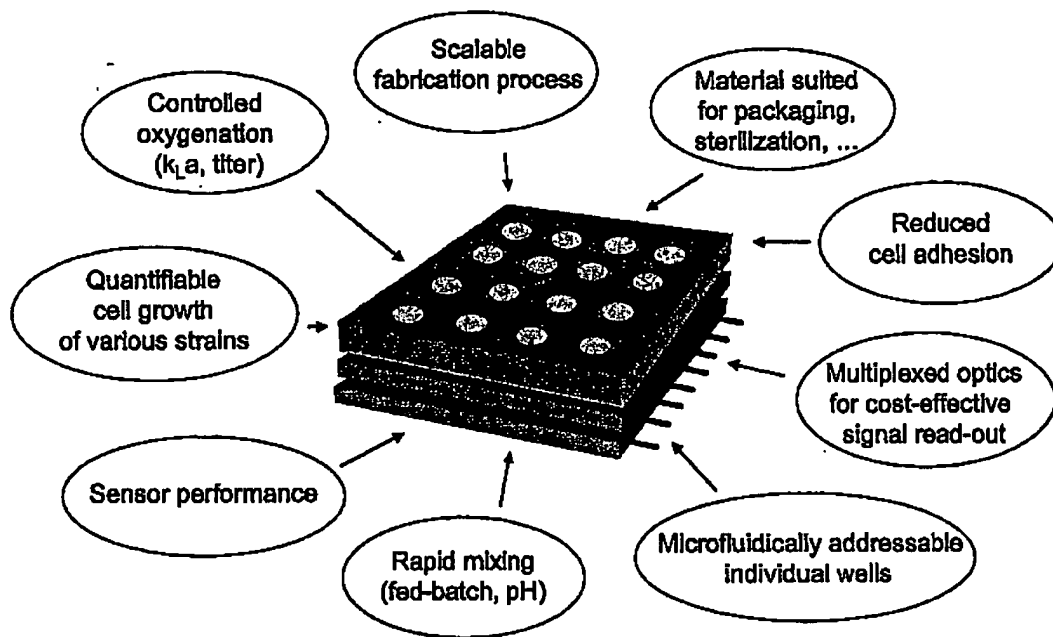 Scalable
fabrication process
Material suited
for packaging,
sterilization, ...
Controlled
oxygenation
(kLa, titer)
Reduced
cell adhesion
Quantifiable
cell growth
of various strains
Multiplexed optics
for cost-effective
signal read-out
Sensor performance
Microfluidically addressable
individual wells
Rapid mixing
(fed-batch, pH)